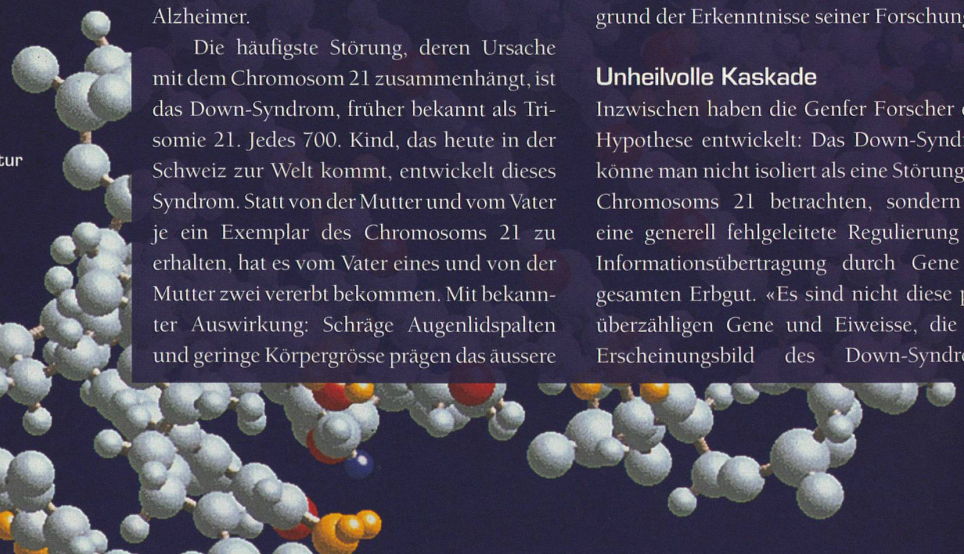 tur
Alzheimer.
Die häufigste Störung, deren Ursache
mit dem Chromosom 21 zusammenhängt, ist
das Down-Syndrom, früher bekannt als Tri-
somie 21. Jedes 700. Kind, das heute in der
Schweiz zur Welt kommt, entwickelt dieses
Syndrom. Statt von der Mutter und vom Vater
je ein Exemplar des Chromosoms 21 zu
erhalten, hat es vom Vater eines und von der
Mutter zwei vererbt bekommen. Mit bekann-
ter Auswirkung: Schräge Augenlidspalten
und geringe Körpergrösse prägen das äussere
grund der Erkenntnisse seiner Forschung
Unheilvolle Kaskade
Inzwischen haben die Genfer Forscher
Hypothese entwickelt: Das Down-Synd
könne man nicht isoliert als eine Störung
Chromosoms 21 betrachten, sondern
eine generell fehlgeleitete Regulierung
Informationsübertragung durch Gene
gesamten Erbgut. «Es sind nicht diese
überzähligen Gene und Eiweisse, die
Erscheinungsbild des Down-Syndro